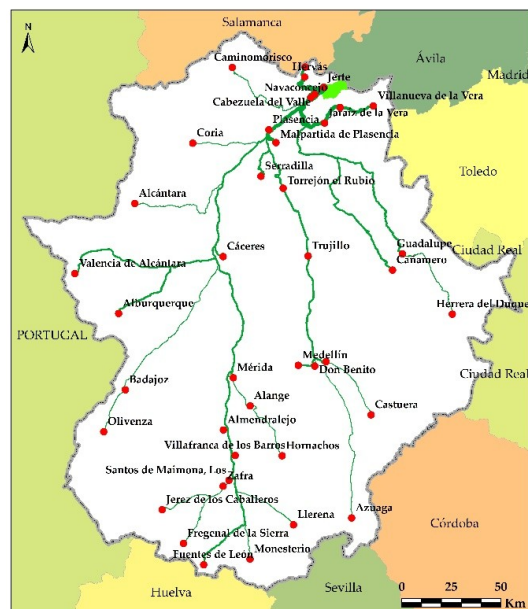 Salamanca
N
Caminomorisco
Hervás
Ávila
Jerte
Madrid
Navaconcejo
Cabezuela del Valle
Villanueva de la Vera
Jaraíz de la Vera
Plasencia
Coria
Malpartida de Plasencia
Toledo
Serradilla
Torrejón el Rubio
Alcántara
Cáceres
Trujillo
Guadalupe
Ciudad Real
Valencia de Alcántara
Cañamero
Alburquerque
Herrera del Duque
PORTUGAL
Medellín
Don Benito
Ciudad Real
Mérida
Badajoz
Alange
Castuera
Olivenza
Almendralejo
Villafranca de los Barros
Hornachos
Santos de Maimona, Los
Zafra
Jerez de los Caballeros
Azuaga
Llerena
Córdoba
Fregenal de la Sierra
Fuentes de León
Monesterio
Huelva
Sevilla
0 25 50
Km